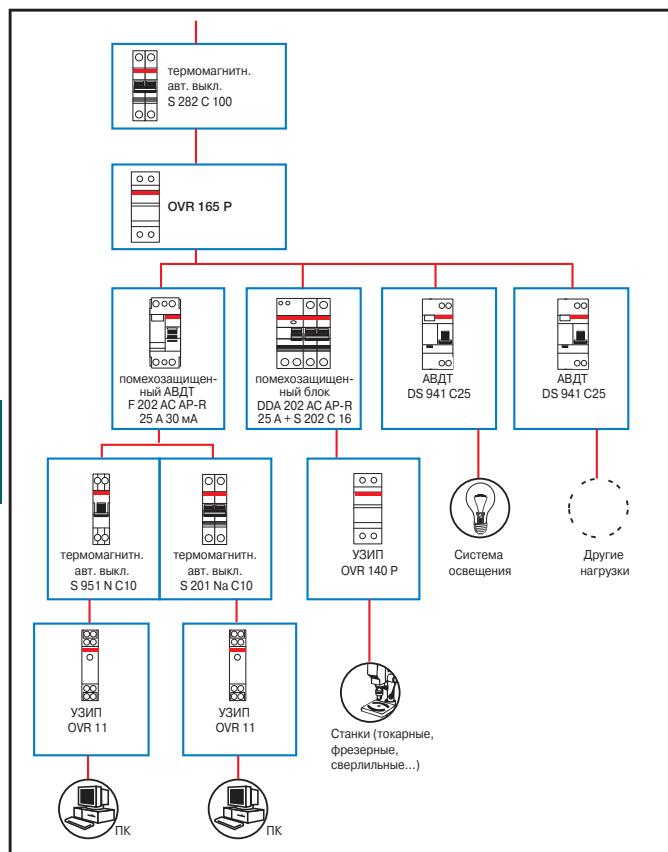 термомагнитн.
авт. выкл.
S 282 C 100
OVR 165 P
помехозащищен-
ный АВДТ
F 202 AC AP-R
25 A 30 мА
помехозащищен-
ный блок
DDA 202 AC AP-R
25 A + S 202 C 16
АВДТ
DS 941 C25
АВДТ
DS 941 C25
термомагнитн.
авт. выкл.
S 951 N C10
термомагнитн.
авт. выкл.
S 201 Na C10
УЗИП
OVR 140 P
Система
освещения
Другие
нагрузки
УЗИП
OVR 11
УЗИП
OVR 11
Станки (токарные,
фрезерные,
сверлильные...)
ПК
ПК